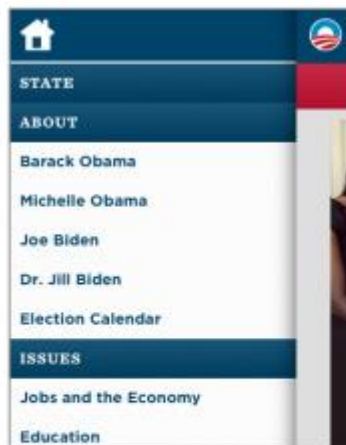 STATE
ABOUT
Barack Obama
Michelle Obama
Joe Biden
Dr. Jill Biden
Election Calendar
ISSUES
Jobs and the Economy
Education